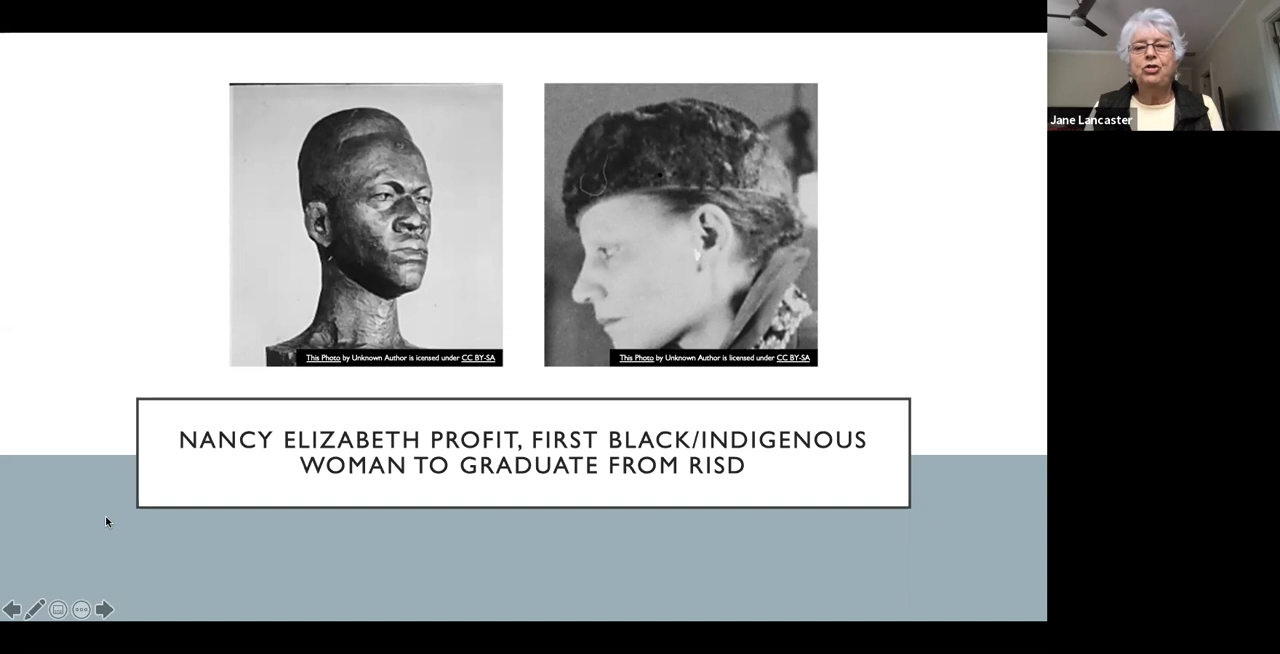 Jane Lancaster
This Photo by Unknown Author is icensed under CC BY-SA
This Photo by Unknown Author is licensed under CC BY-SA
NANCY ELIZABETH PROFIT, FIRST BLACK/INDIGENOUS
WOMAN TO GRADUATE FROM RISD